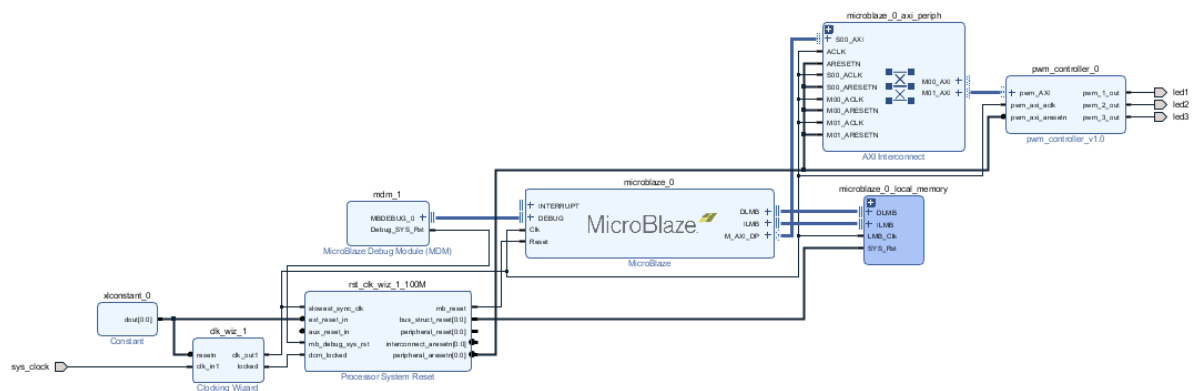 microblaze_0_axi_periph
S00_AXI
ACLK
ARESETN
S00_ACLK
S00_ARESETN
M00_ACLK
M00_ARESETN
M01_ACLK
M01_ARESETN
M00_AXI
M01_AXI
AXI Interconnect
pwm_controller_0
pwm_AXI
pwm_axi_aclk
pwm_axi_aresetn
pwm_1_out
pwm_2_out
pwm_3_out
pwm_controller_v1.0
led1
led2
led3
mdm_1
MBDEBUG_0
Debug_SYS_Rst
MicroBlaze Debug Module (MDM)
microblaze_0
INTERRUPT
DEBUG
Clk
Reset
MicroBlaze
DLMB
ILMB
M_AXI_DP
MicroBlaze
microblaze_0_local_memory
DLMB
ILMB
LMB_Clk
SYS_Rst
xlconstant_0
dout[0:0]
Constant
clk_wiz_1
resetn
clk_in1
clk_out1
locked
Clocking Wizard
sys_clock
rst_clk_wiz_1_100M
slowest_sync_clk
ext_reset_in
aux_reset_in
mb_debug_sys_rst
dcm_locked
mb_reset
bus_struct_reset[0:0]
peripheral_reset[0:0]
interconnect_aresetn[0:0]
peripheral_aresetn[0:0]
Processor System Reset